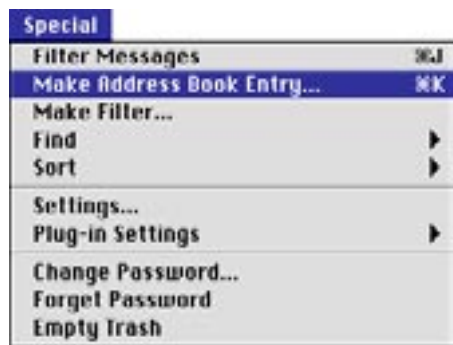 Special
Filter Messages ⌘J
Make Address Book Entry... ⌘K
Make Filter...
Find
Sort
Settings...
Plug-in Settings
Change Password...
Forget Password
Empty Trash